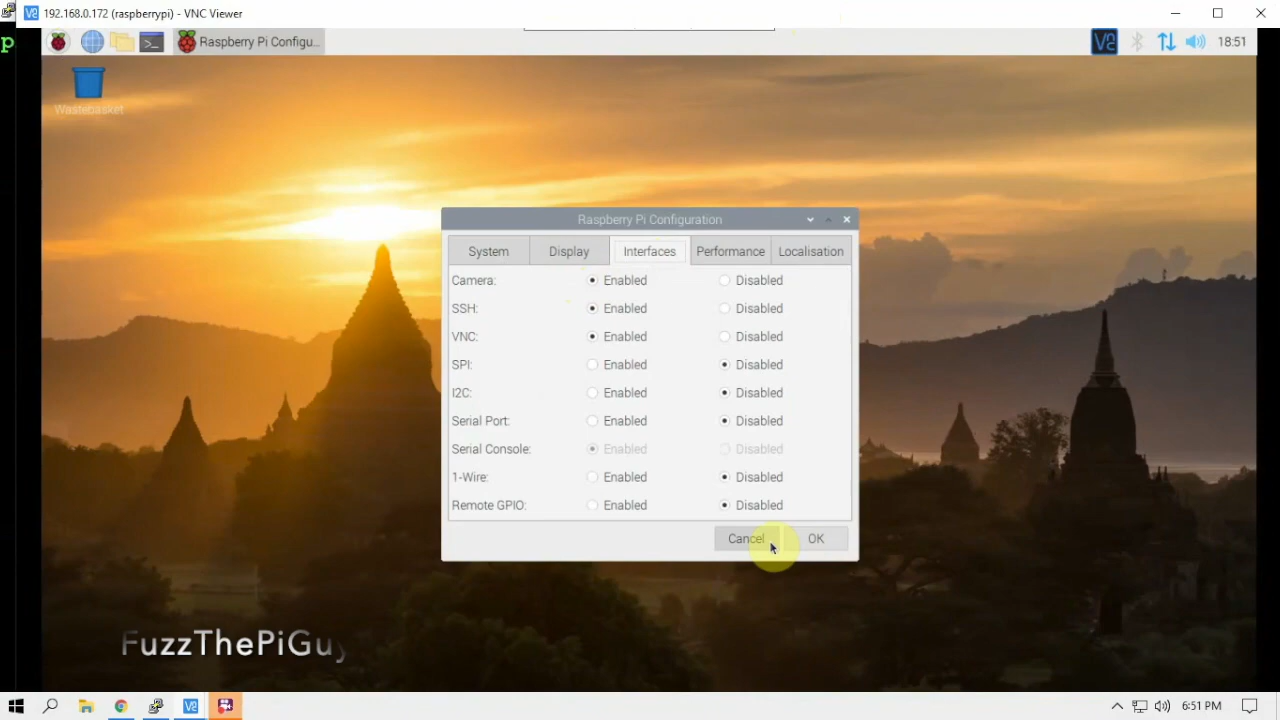 192.168.0.172 (raspberrypi) - VNC Viewer
p
Raspberry Pi Configu...
18:51
Wastebasket
Raspberry Pi Configuration
System Display Interfaces Performance Localisation
Camera: Enabled Disabled
SSH: Enabled Disabled
VNC: Enabled Disabled
SPI: Enabled Disabled
I2C: Enabled Disabled
Serial Port: Enabled Disabled
Serial Console: Enabled Disabled
1-Wire: Enabled Disabled
Remote GPIO: Enabled Disabled
Cancel OK
FuzzThePiGuy
6:51 PM